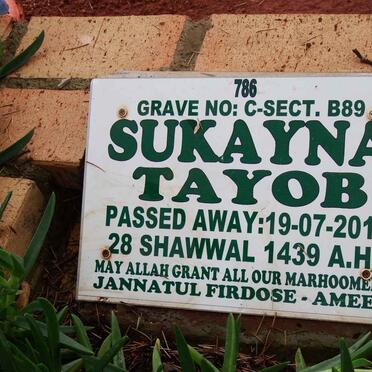 786
GRAVE NO: C-SECT. B89
SUKAYNA
TAYOB
PASSED AWAY:19-07-201
28 SHAWWAL 1439 A.H
MAY ALLAH GRANT ALL OUR MARHOOME
JANNATUL FIRDOSE - AMEE